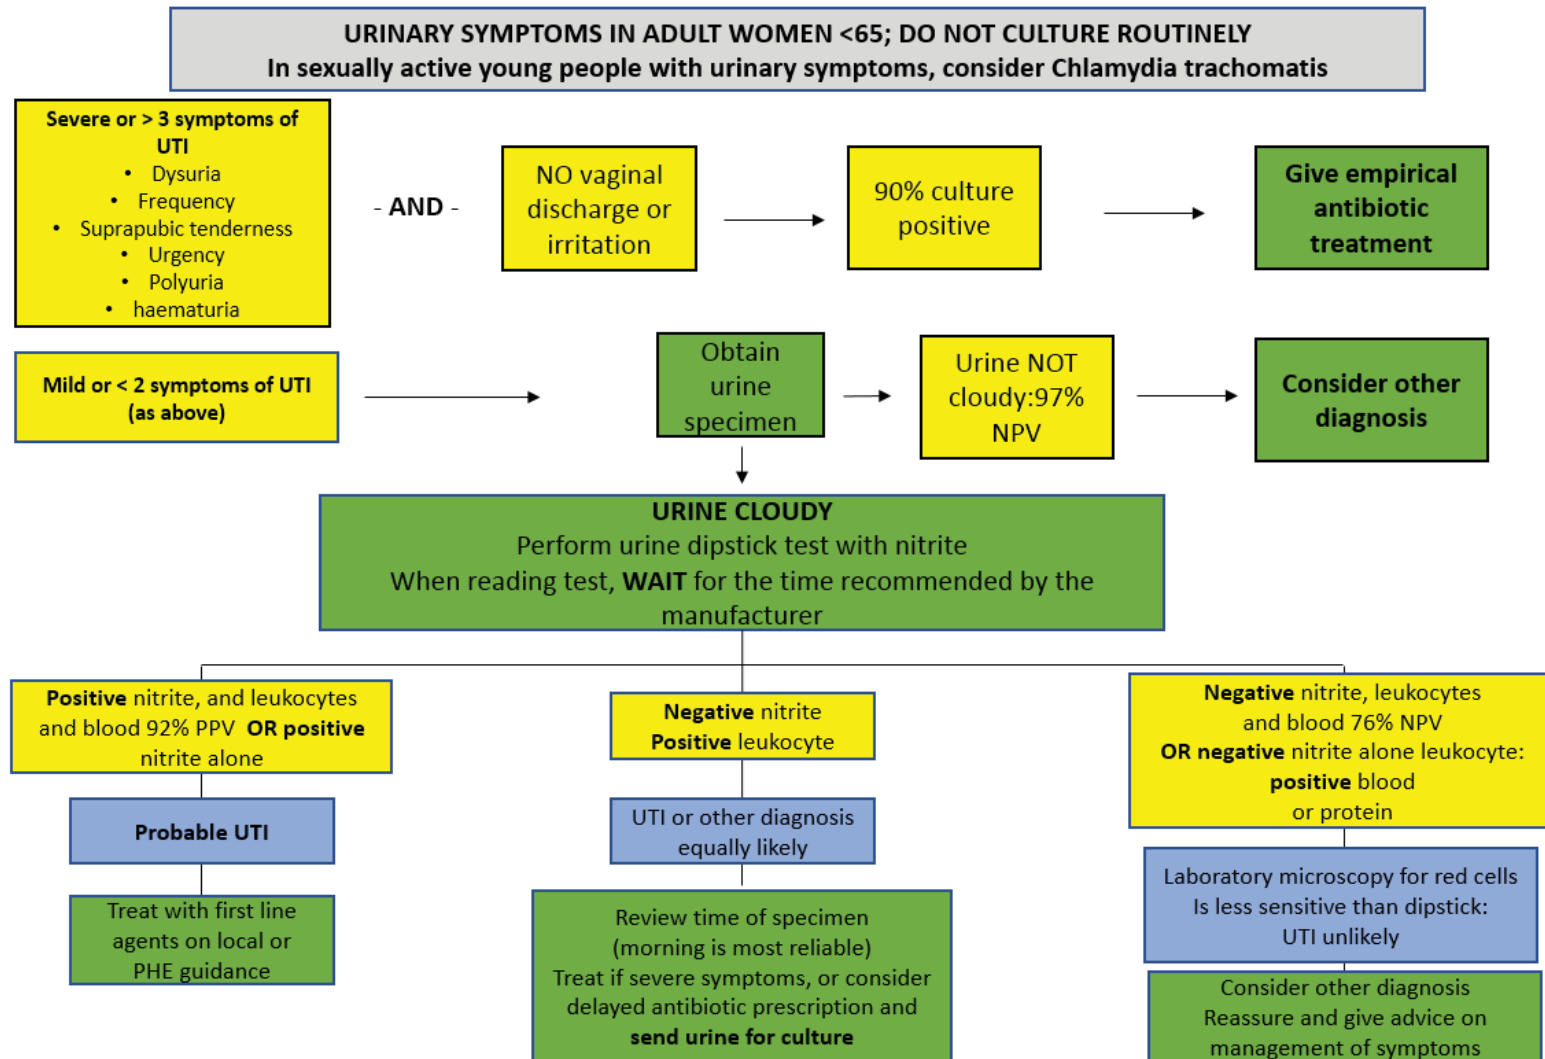 URINARY SYMPTOMS IN ADULT WOMEN <65; DO NOT CULTURE ROUTINELY
In sexually active young people with urinary symptoms, consider Chlamydia trachomatis
Severe or > 3 symptoms of
UTI
• Dysuria
• Frequency
• Suprapubic tenderness
• Urgency
• Polyuria
• haematuria
- AND -
NO vaginal
discharge or
irritation
90% culture
positive
Give empirical
antibiotic
treatment
Mild or < 2 symptoms of UTI
(as above)
Obtain
urine
specimen
Urine NOT
cloudy:97%
NPV
Consider other
diagnosis
URINE CLOUDY
Perform urine dipstick test with nitrite
When reading test, WAIT for the time recommended by the
manufacturer
Positive nitrite, and leukocytes
and blood 92% PPV OR positive
nitrite alone
Probable UTI
Treat with first line
agents on local or
PHE guidance
Negative nitrite
Positive leukocyte
UTI or other diagnosis
equally likely
Review time of specimen
(morning is most reliable)
Treat if severe symptoms, or consider
delayed antibiotic prescription and
send urine for culture
Negative nitrite, leukocytes
and blood 76% NPV
OR negative nitrite alone leukocyte:
positive blood
or protein
Laboratory microscopy for red cells
Is less sensitive than dipstick:
UTI unlikely
Consider other diagnosis
Reassure and give advice on
management of symptoms